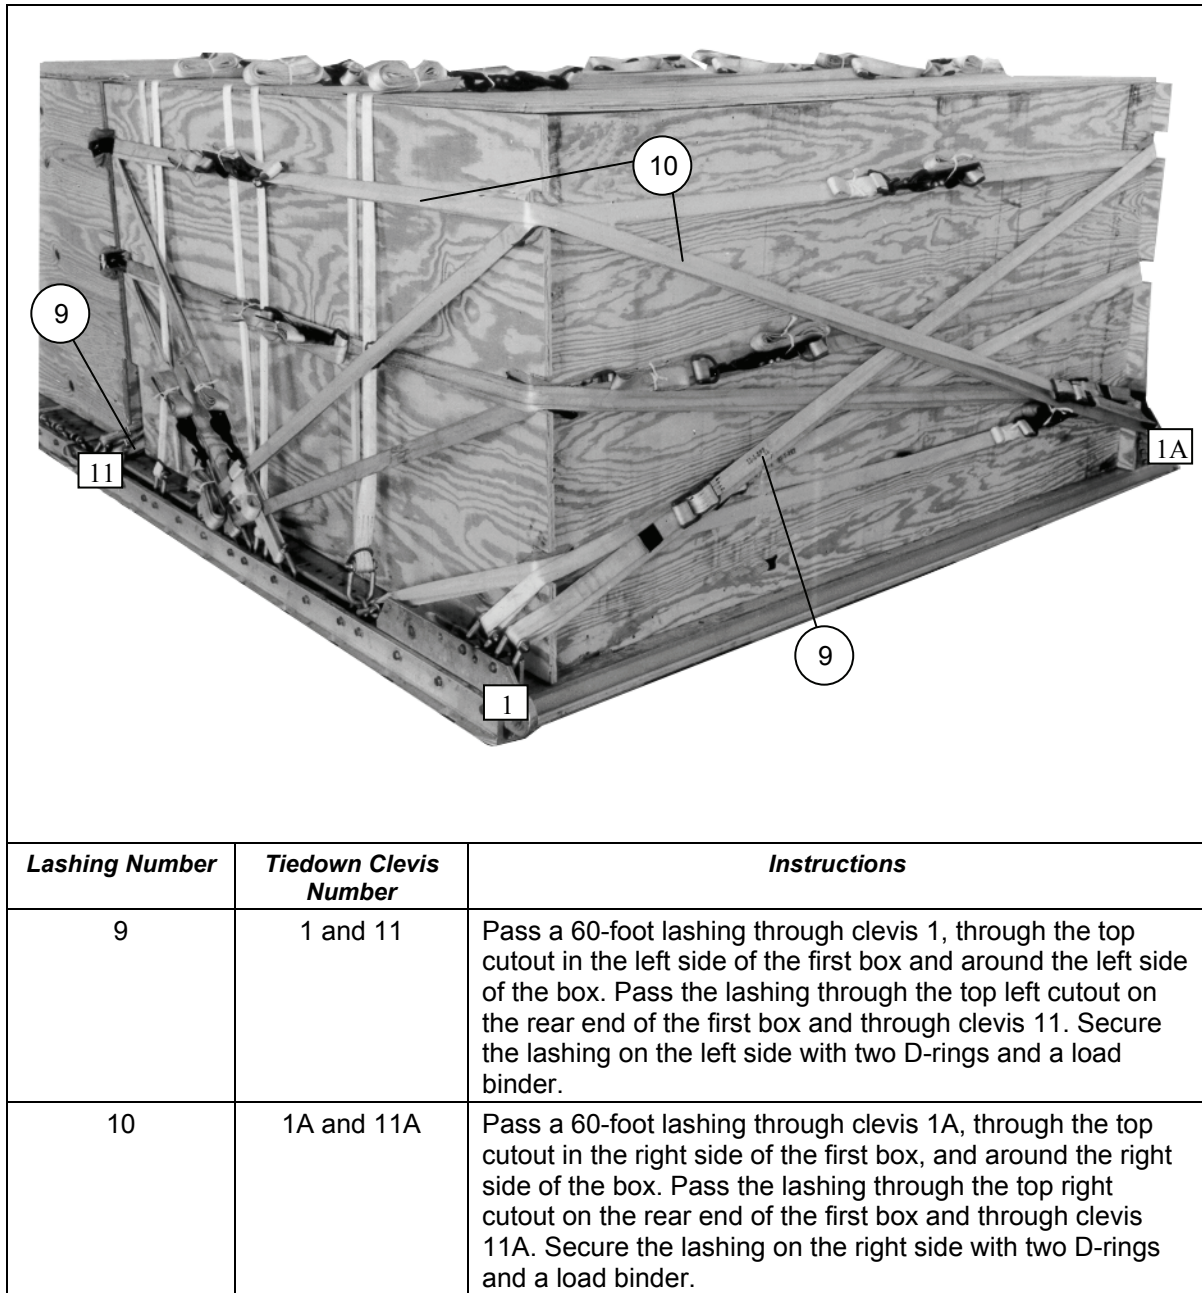 10
9
11
1A
9
1
Lashing Number
Tiedown Clevis
Number
Instructions
9
1 and 11
Pass a 60-foot lashing through clevis 1, through the top
cutout in the left side of the first box and around the left side
of the box. Pass the lashing through the top left cutout on
the rear end of the first box and through clevis 11. Secure
the lashing on the left side with two D-rings and a load
binder.
10
1A and 11A
Pass a 60-foot lashing through clevis 1A, through the top
cutout in the right side of the first box, and around the right
side of the box. Pass the lashing through the top right
cutout on the rear end of the first box and through clevis
11A. Secure the lashing on the right side with two D-rings
and a load binder.